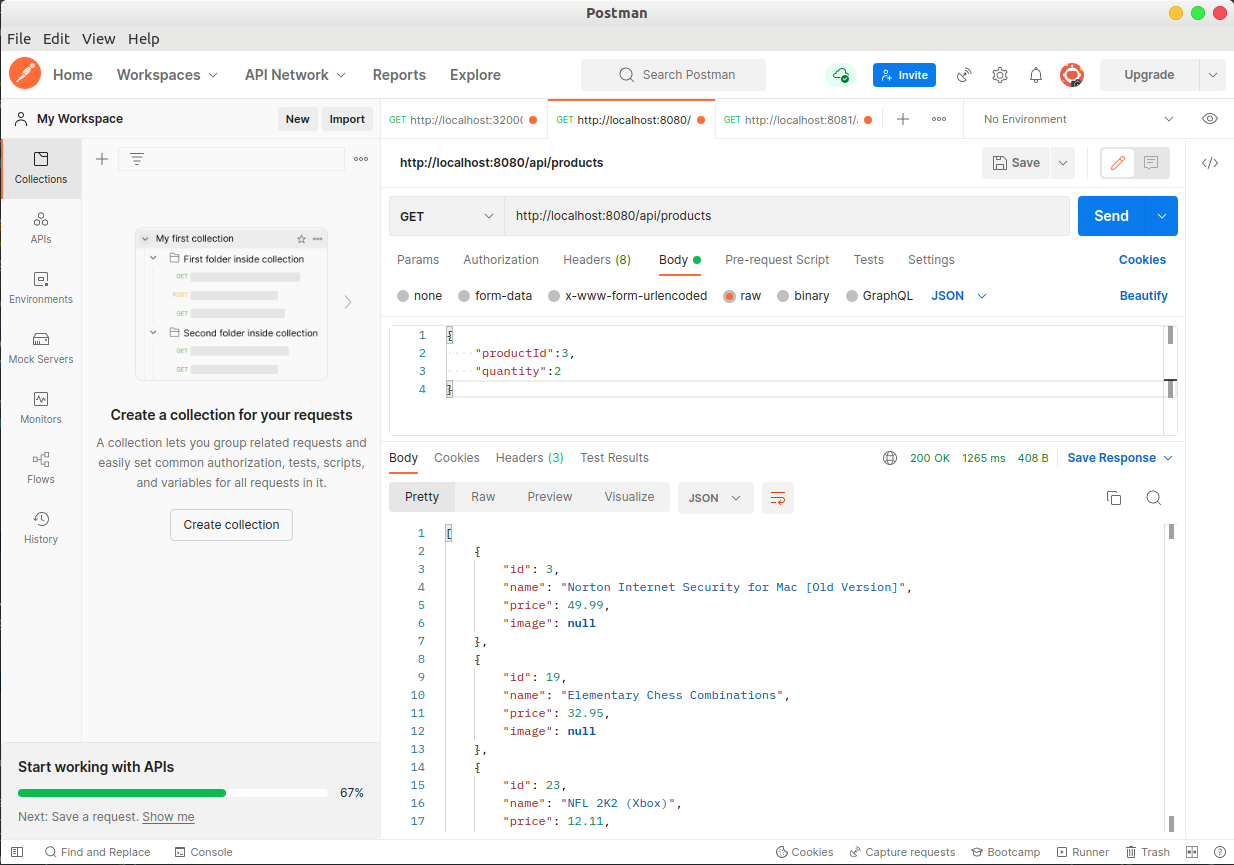 Postman
File Edit View Help
Home Workspaces API Network Reports Explore Search Postman Invite Upgrade
My Workspace New Import
GET http://localhost:3200 GET http://localhost:8080/ GET http://localhost:8081/ No Environment
Collections
APIs
Environments
Mock Servers
Monitors
Flows
History
My first collection
First folder inside collection
GET
POST
GET
Second folder inside collection
GET
GET
Create a collection for your requests
A collection lets you group related requests and
easily set common authorization, tests, scripts,
and variables for all requests in it.
Create collection
Start working with APIs
67%
Next: Save a request. Show me
http://localhost:8080/api/products Save
GET http://localhost:8080/api/products Send
Params Authorization Headers (8) Body Pre-request Script Tests Settings Cookies
none form-data x-www-form-urlencoded raw binary GraphQL JSON Beautify
1 {
2 "productId":3,
3 "quantity":2
4 }
Body Cookies Headers (3) Test Results 200 OK 1265 ms 408 B Save Response
Pretty Raw Preview Visualize JSON
1 [
2 {
3 "id": 3,
4 "name": "Norton Internet Security for Mac [Old Version]",
5 "price": 49.99,
6 "image": null
7 },
8 {
9 "id": 19,
10 "name": "Elementary Chess Combinations",
11 "price": 32.95,
12 "image": null
13 },
14 {
15 "id": 23,
16 "name": "NFL 2K2 (Xbox)",
17 "price": 12.11,
Find and Replace Console Cookies Capture requests Bootcamp Runner Trash